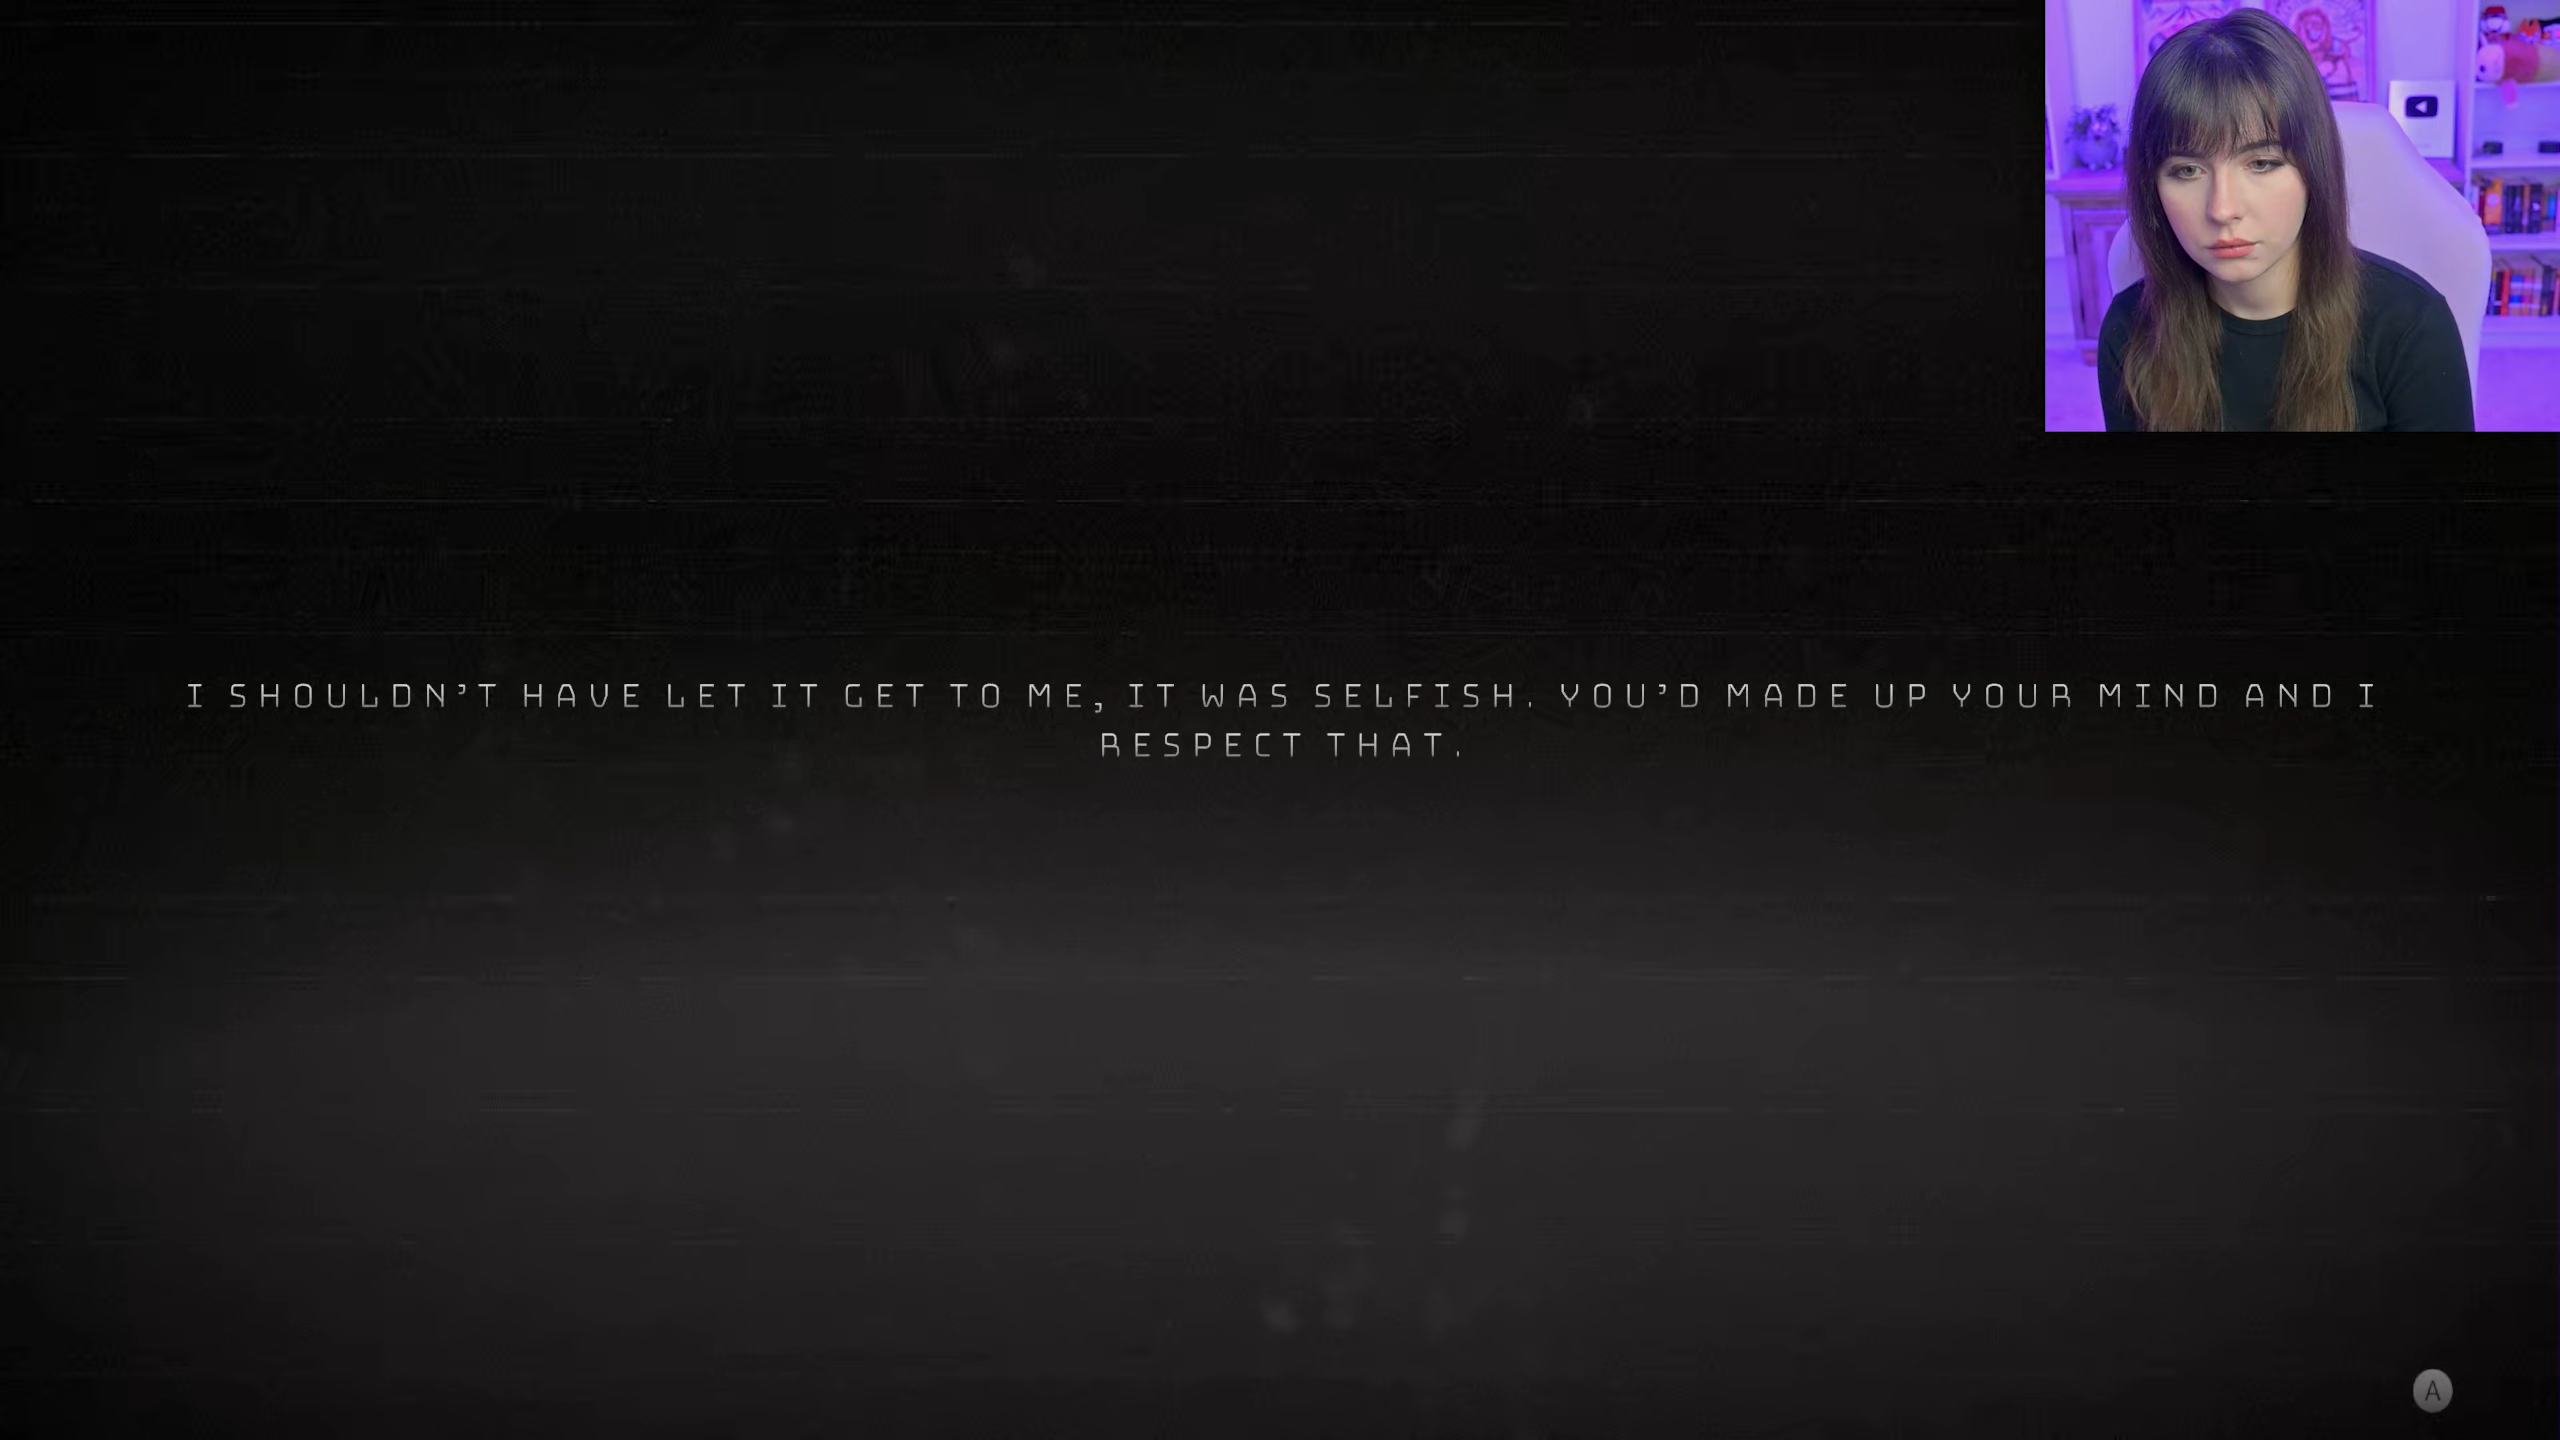 I SHOULDN'T HAVE LET IT GET TO ME, IT WAS SELFISH. YOU'D MADE UP YOUR MIND AND I
RESPECT THAT.
A